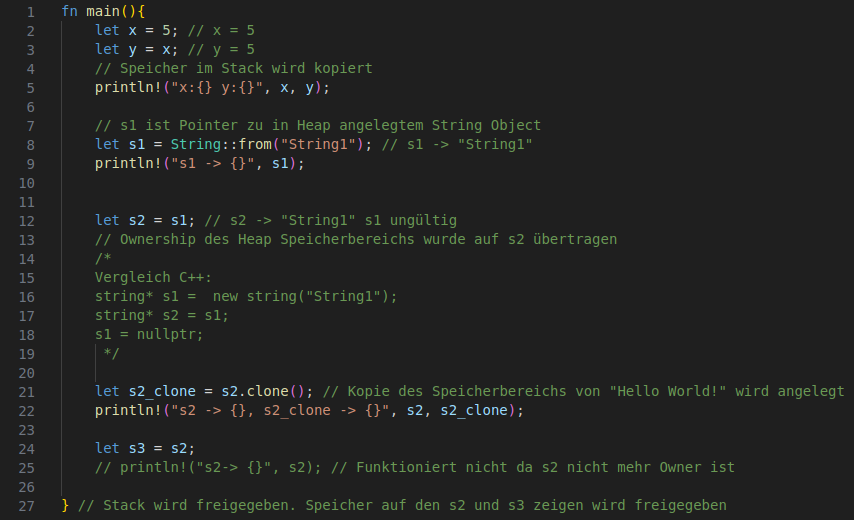 1 fn main(){
2 let x = 5; // x = 5
3 let y = x; // y = 5
4 // Speicher im Stack wird kopiert
5 println!("x:{} y:{}", x, y);
6
7 // s1 ist Pointer zu in Heap angelegtem String Object
8 let s1 = String::from("String1"); // s1 -> "String1"
9 println!("s1 -> {}", s1);
10
11
12 let s2 = s1; // s2 -> "String1" s1 ungültig
13 // Ownership des Heap Speicherbereichs wurde auf s2 übertragen
14 /*
15 Vergleich C++:
16 string* s1 =  new string("String1");
17 string* s2 = s1;
18 s1 = nullptr;
19 */
20
21 let s2_clone = s2.clone(); // Kopie des Speicherbereichs von "Hello World!" wird angelegt
22 println!("s2 -> {}, s2_clone -> {}", s2, s2_clone);
23
24 let s3 = s2;
25 // println!("s2-> {}", s2); // Funktioniert nicht da s2 nicht mehr Owner ist
26
27 } // Stack wird freigegeben. Speicher auf den s2 und s3 zeigen wird freigegeben